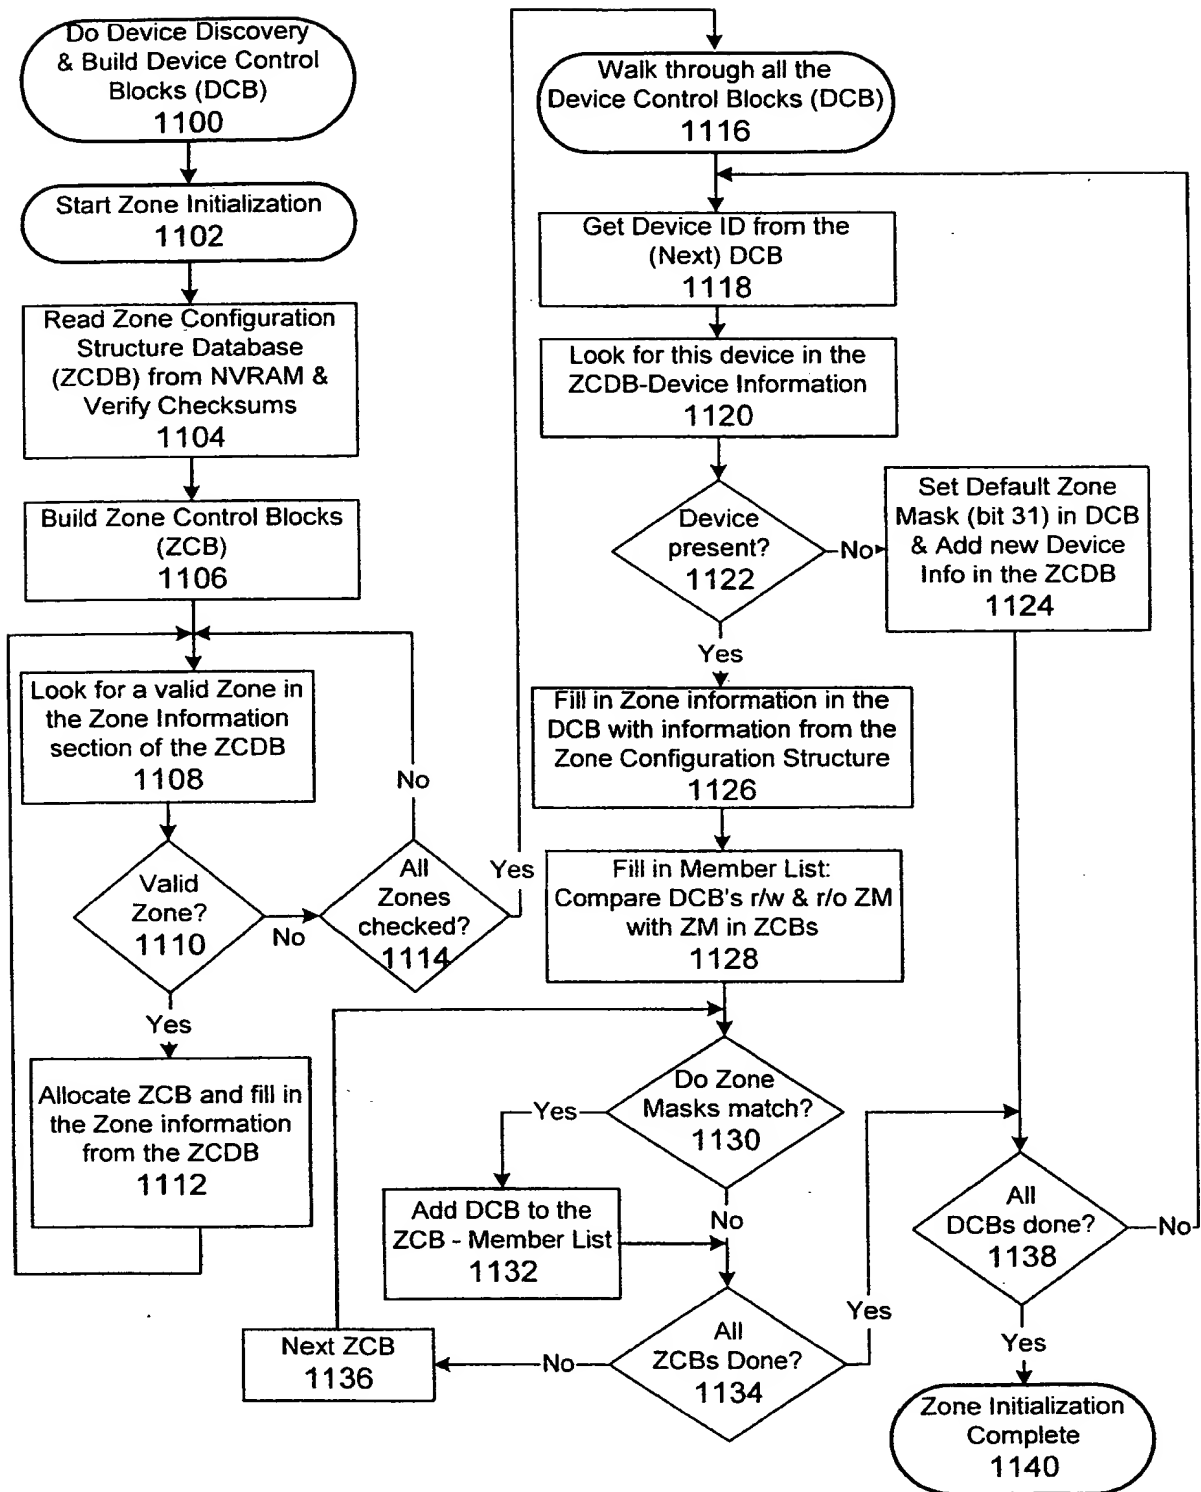 Do Device Discovery
& Build Device Control
Blocks (DCB)
1100
Start Zone Initialization
1102
Read Zone Configuration
Structure Database
(ZCDB) from NVRAM &
Verify Checksums
1104
Build Zone Control Blocks
(ZCB)
1106
Look for a valid Zone in
the Zone Information
section of the ZCDB
1108
Valid
Zone?
1110
No
Yes
Allocate ZCB and fill in
the Zone information
from the ZCDB
1112
All
Zones
checked?
1114
No
Yes
Walk through all the
Device Control Blocks (DCB)
1116
Get Device ID from the
(Next) DCB
1118
Look for this device in the
ZCDB-Device Information
1120
Device
present?
1122
No
Yes
Set Default Zone
Mask (bit 31) in DCB
& Add new Device
Info in the ZCDB
1124
Fill in Zone information in the
DCB with information from the
Zone Configuration Structure
1126
Fill in Member List:
Compare DCB's r/w & r/o ZM
with ZM in ZCBs
1128
Do Zone
Masks match?
1130
Yes
No
Add DCB to the
ZCB - Member List
1132
All
ZCBs Done?
1134
No
Yes
Next ZCB
1136
All
DCBs done?
1138
No
Yes
Zone Initialization
Complete
1140